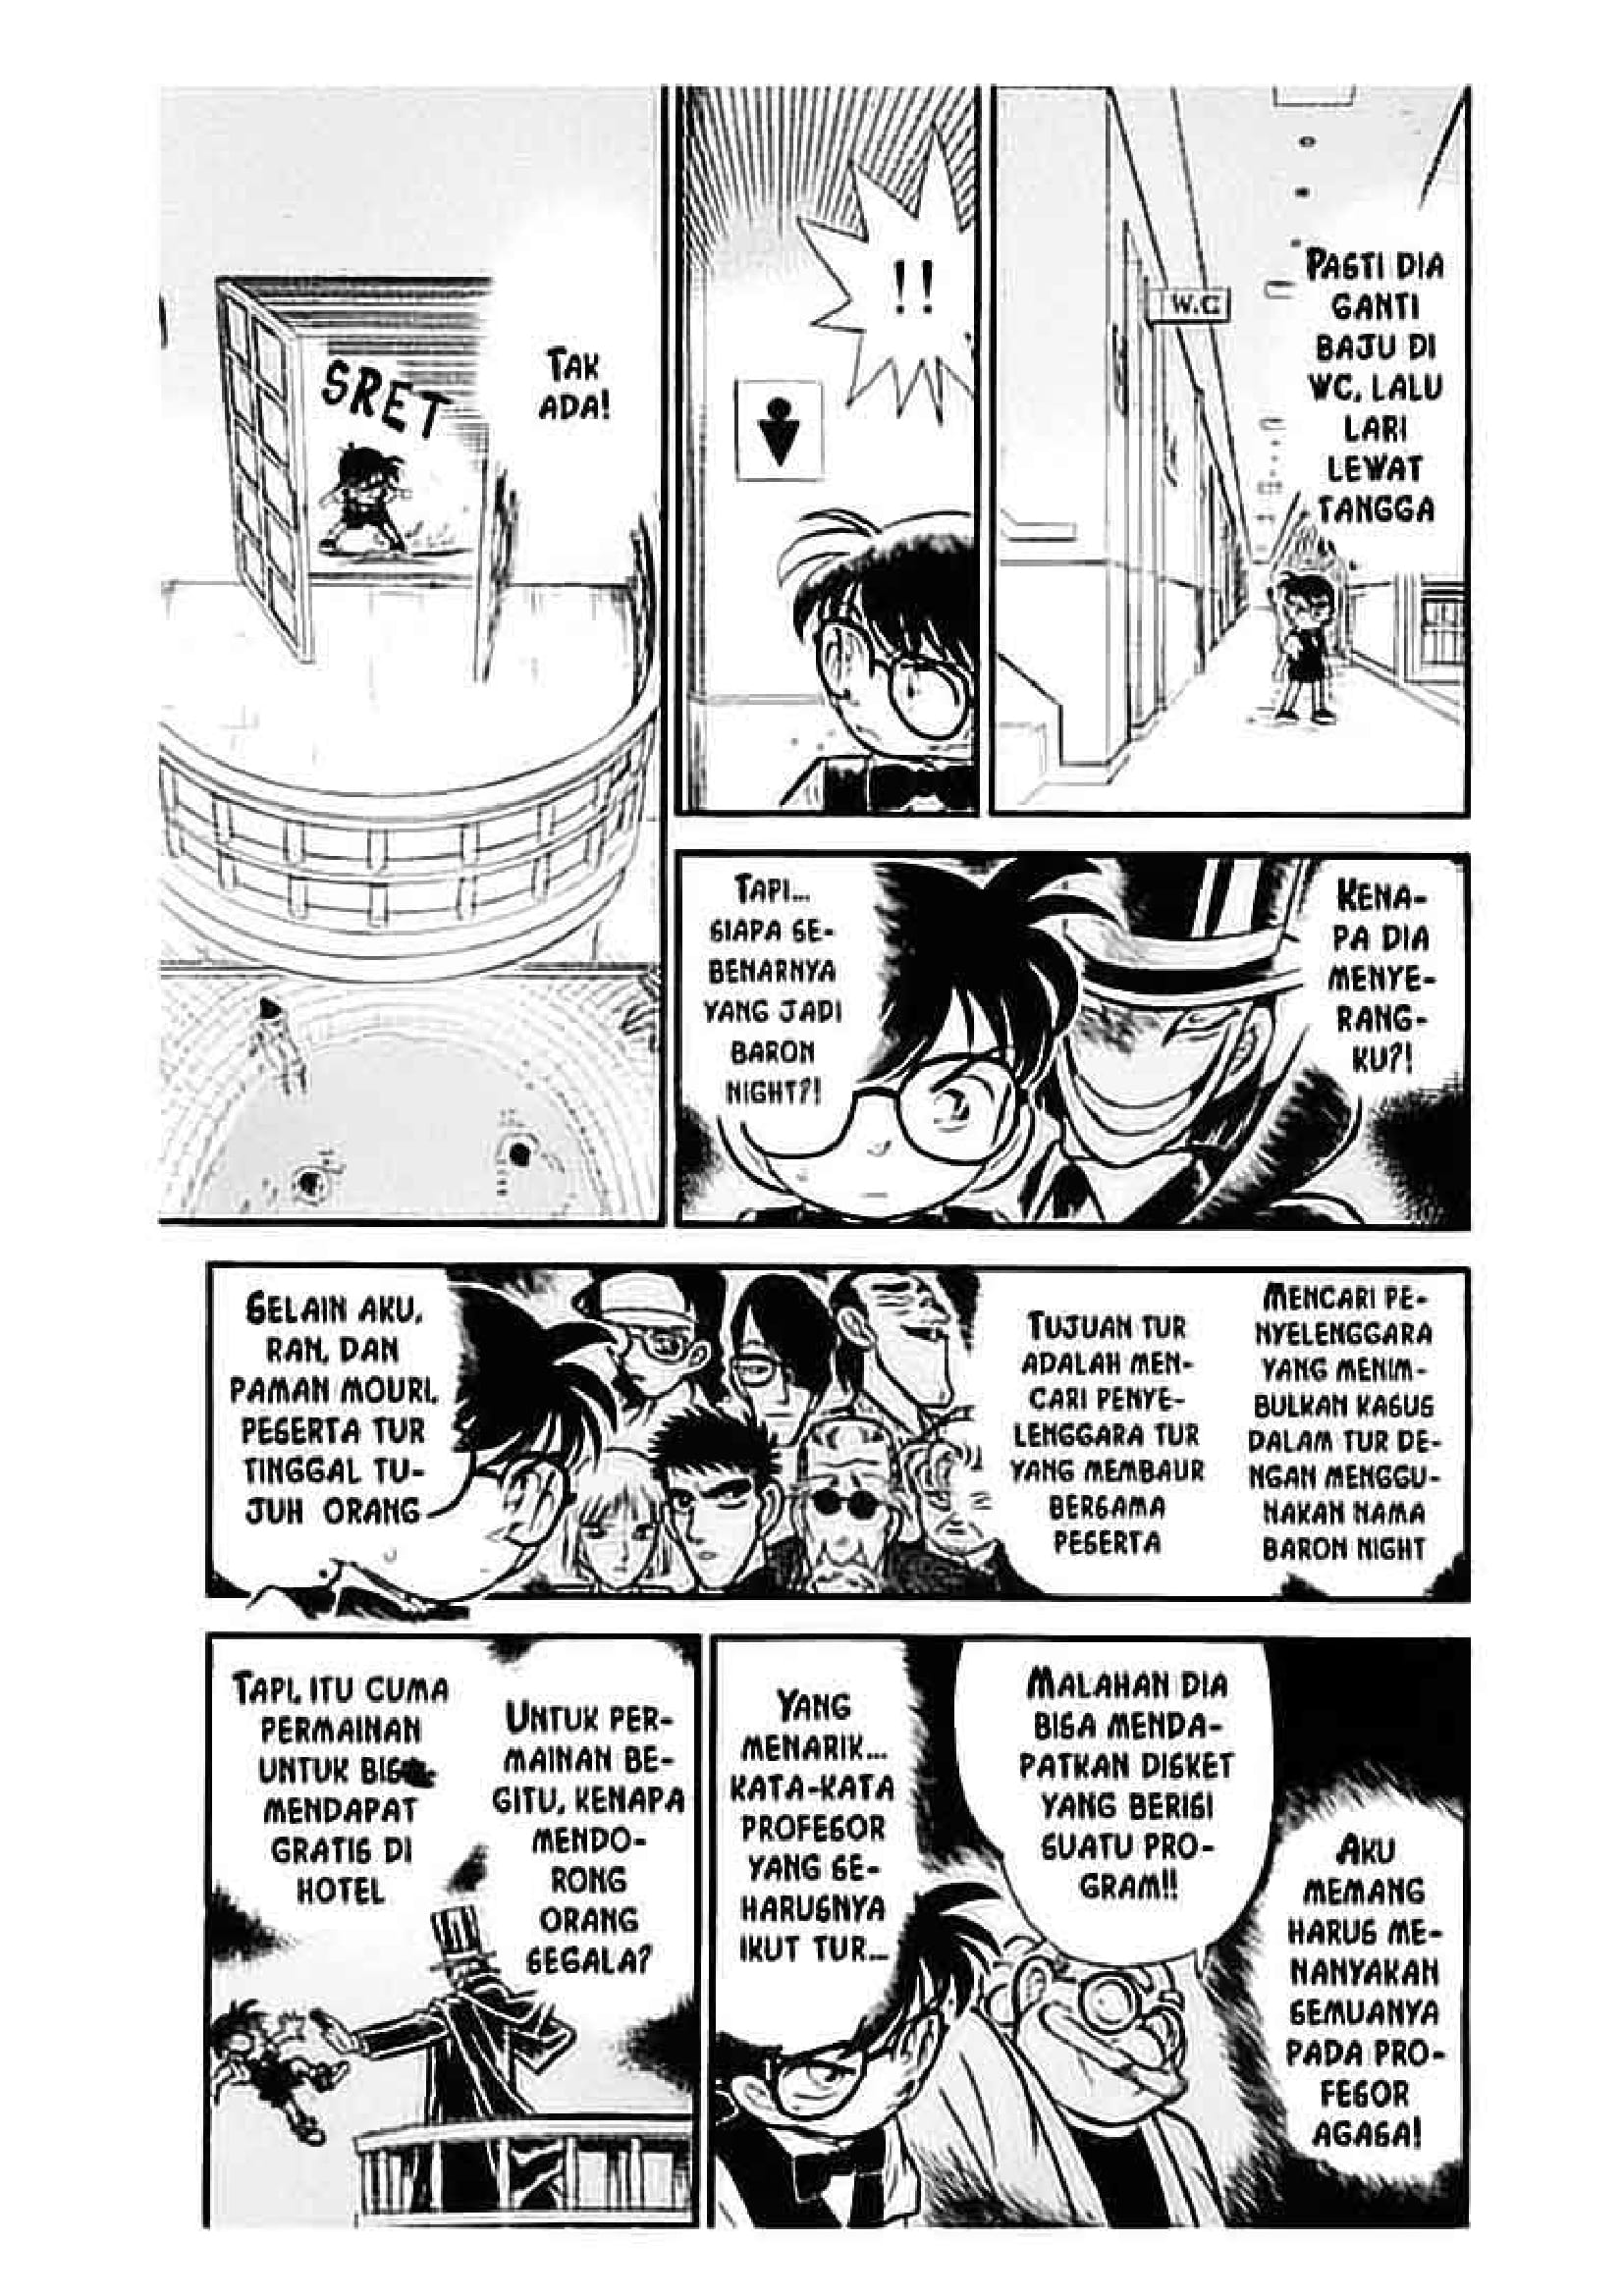 PASTI DIA
GANTI
BAJU DI
WC, LALU
LARI
LEWAT
TANGGA
W.C
!!
TAK
ADA!
SRET
KENA-
PA DIA
MENYE-
RANG-
KU?!
TAPI...
SIAPA SE-
BENARNYA
YANG JADI
BARON
NIGHT?!
MENCARI PE-
NYELENGGARA
YANG MENIM-
BULKAN KASUS
DALAM TUR DE-
NGAN MENGGU-
NAKAN NAMA
BARON NIGHT
TUJUAN TUR
ADALAH MEN-
CARI PENYE-
LENGGARA TUR
YANG MEMBAUR
BERSAMA
PESERTA
SELAIN AKU,
RAN, DAN
PAMAN MOURI,
PESERTA TUR
TINGGAL TU-
JUH ORANG
AKU
MEMANG
HARUS ME-
NANYAKAN
SEMUANYA
PADA PRO-
FESOR
AGASA!
MALAHAN DIA
BISA MENDA-
PATKAN DISKET
YANG BERISI
SUATU PRO-
GRAM!!
YANG
MENARIK...
KATA-KATA
PROFESOR
YANG SE-
HARUSNYA
IKUT TUR...
UNTUK PER-
MAINAN BE-
GITU, KENAPA
MENDO-
RONG
ORANG
SEGALA?
TAPI, ITU CUMA
PERMAINAN
UNTUK BISA
MENDAPAT
GRATIS DI
HOTEL